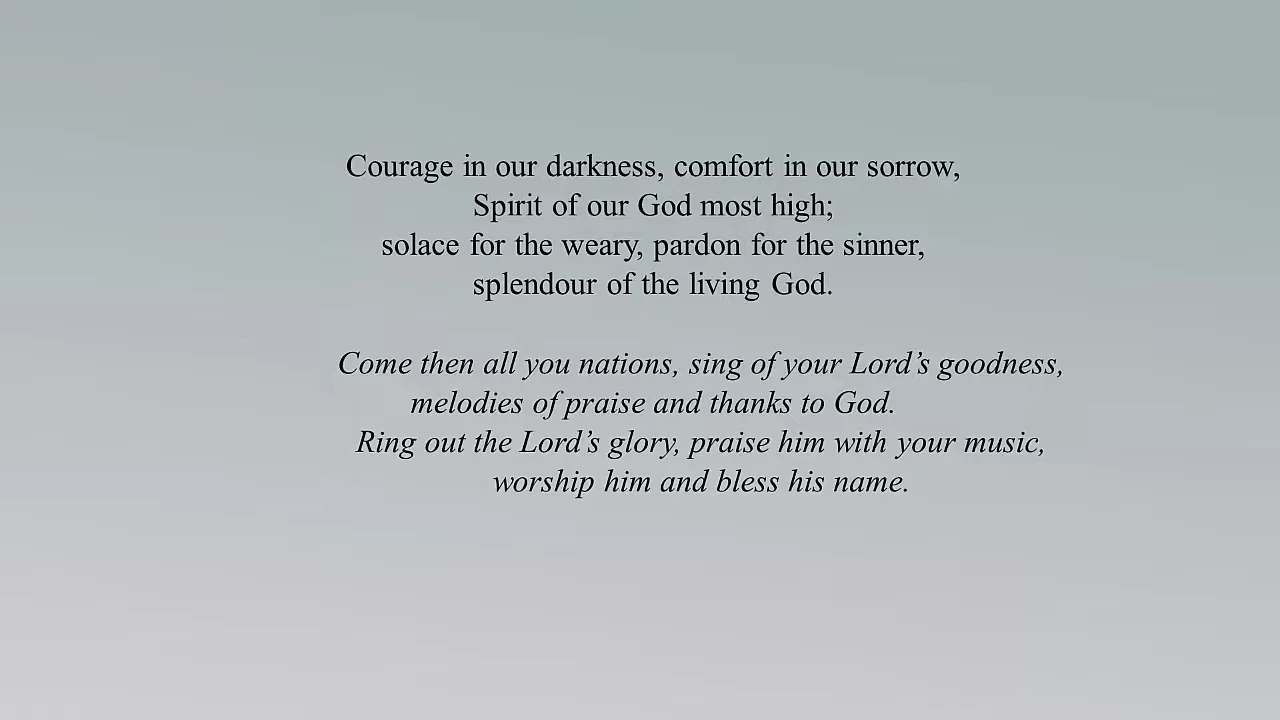 Courage in our darkness, comfort in our sorrow,
Spirit of our God most high;
solace for the weary, pardon for the sinner,
splendour of the living God.
Come then all you nations, sing of your Lord’s goodness,
melodies of praise and thanks to God.
Ring out the Lord’s glory, praise him with your music,
worship him and bless his name.